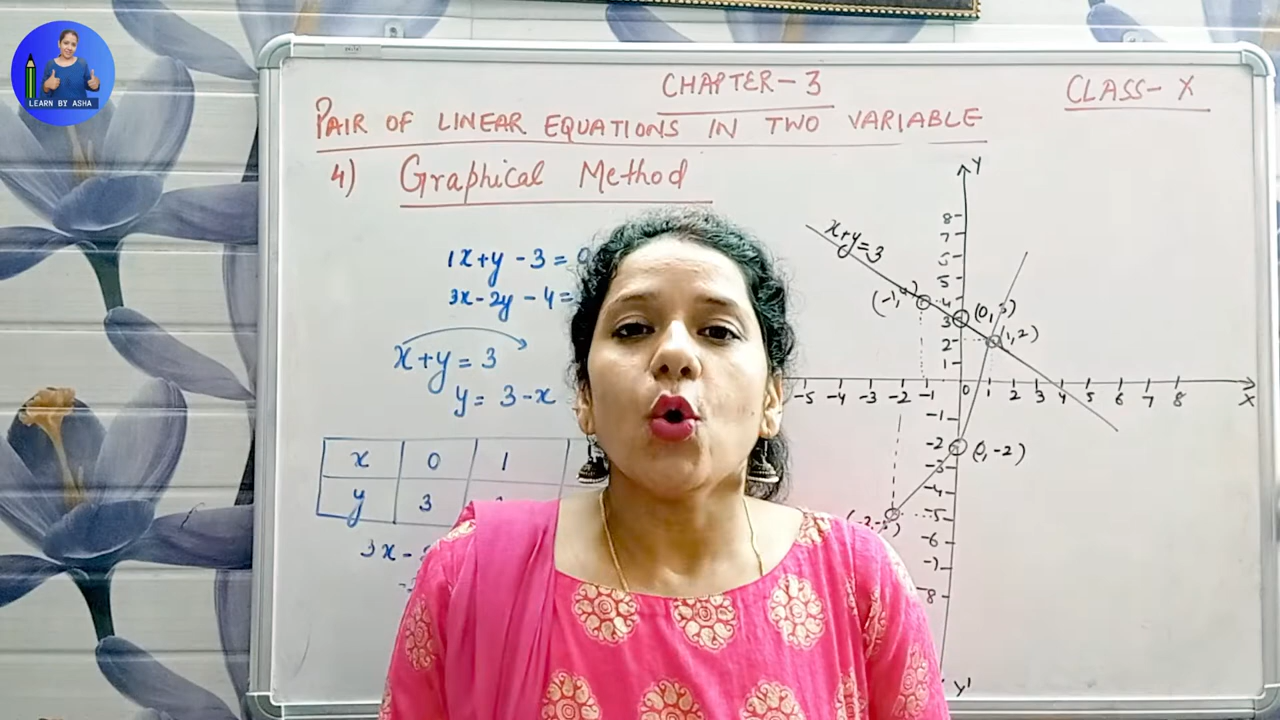 LEARN BY ASHA
CHAPTER-3
CLASS-X
PAIR OF LINEAR EQUATIONS IN TWO VARIABLE
4) Graphical Method
1x+y-3=0
3x-2y-4=
x+y=3
y=3-x
x 0 1
y 3
3x-
Y
8
7
6
5
4
3
2
1
x+y=3
(0,3)
(1,2)
-5 -4 -3 -2 -1 0 1 2 3 4 5 6 7 8
X
-1
-2
(0,-2)
-3
-4
-5
-6
-7
-8
Y'